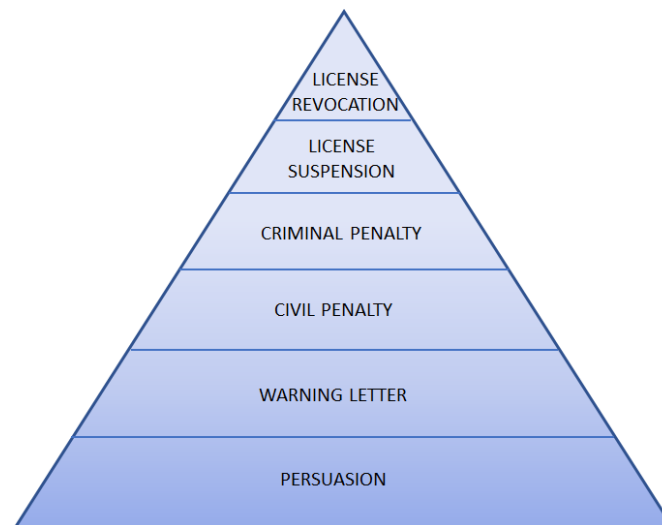 LICENSE
REVOCATION
LICENSE
SUSPENSION
CRIMINAL PENALTY
CIVIL PENALTY
WARNING LETTER
PERSUASION